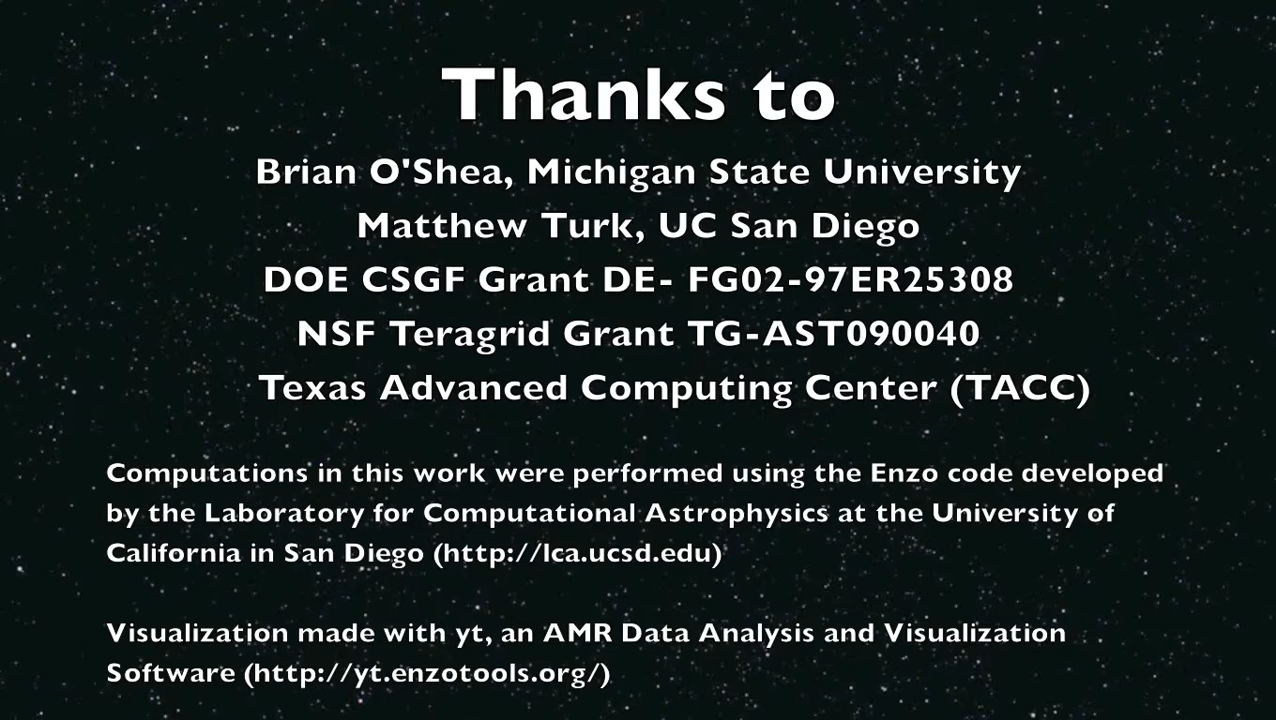 Thanks to
Brian O'Shea, Michigan State University
Matthew Turk, UC San Diego
DOE CSGF Grant DE- FG02-97ER25308
NSF Teragrid Grant TG-AST090040
Texas Advanced Computing Center (TACC)
Computations in this work were performed using the Enzo code developed
by the Laboratory for Computational Astrophysics at the University of
California in San Diego (http://lca.ucsd.edu)
Visualization made with yt, an AMR Data Analysis and Visualization
Software (http://yt.enzotools.org/)